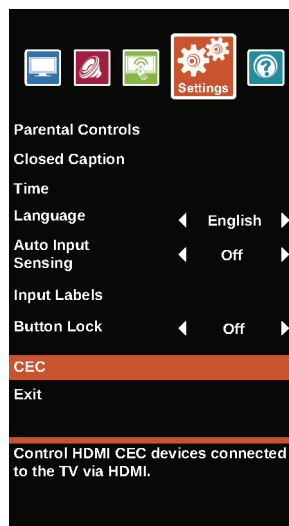 Settings
Parental Controls
Closed Caption
Time
Language English
Auto Input
Sensing Off
Input Labels
Button Lock Off
CEC
Exit
Control HDMI CEC devices connected
to the TV via HDMI.